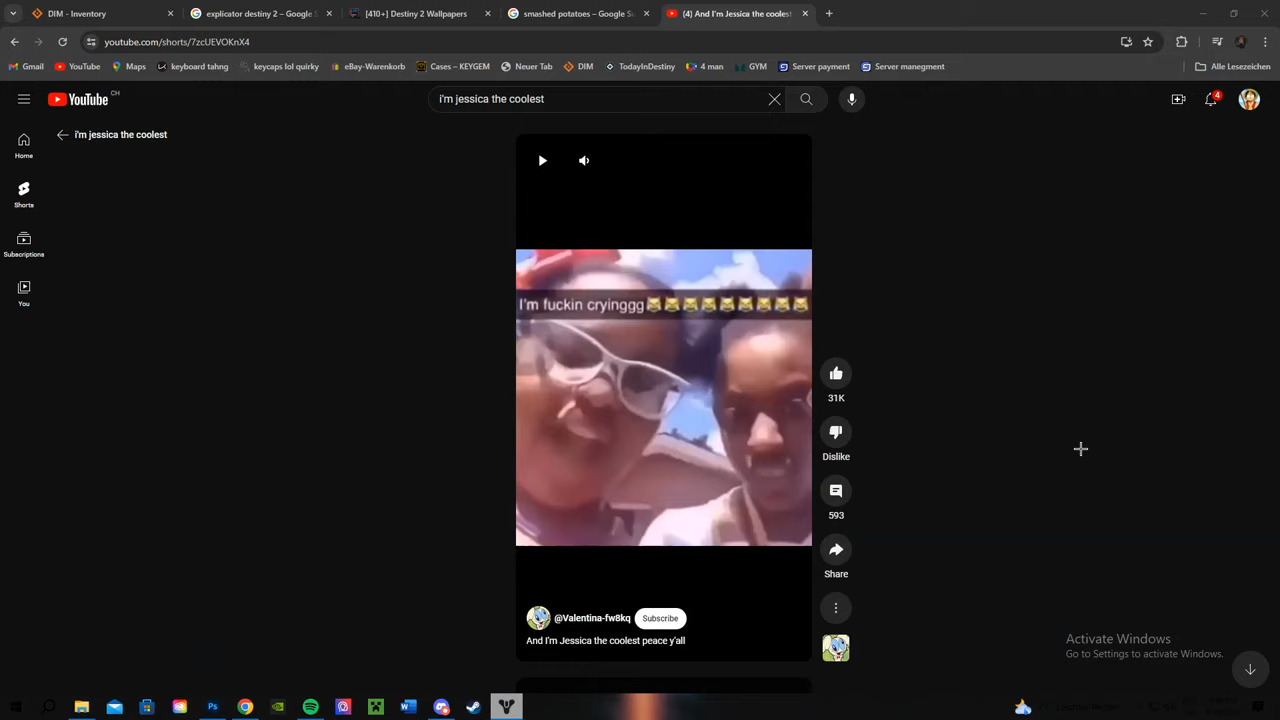 DIM - Inventory
explicator destiny 2 – Google S
[410+] Destiny 2 Wallpapers
smashed potatoes – Google S
(4) And I'm Jessica the coolest
youtube.com/shorts/7zcUEVOKnX4
Gmail
YouTube
Maps
keyboard tahng
keycaps lol quirky
eBay-Warenkorb
Cases – KEYGEM
Neuer Tab
DIM
TodayInDestiny
4 man
GYM
Server payment
Server manegment
Alle Lesezeichen
YouTube CH
i'm jessica the coolest
4
Home
i'm jessica the coolest
Shorts
Subscriptions
You
I'm fuckin cryinggg😹😹😹😹😹😹😹😹😹
31K
Dislike
593
Share
@Valentina-fw8kq
Subscribe
And I'm Jessica the coolest peace y'all
Activate Windows
Go to Settings to activate Windows.